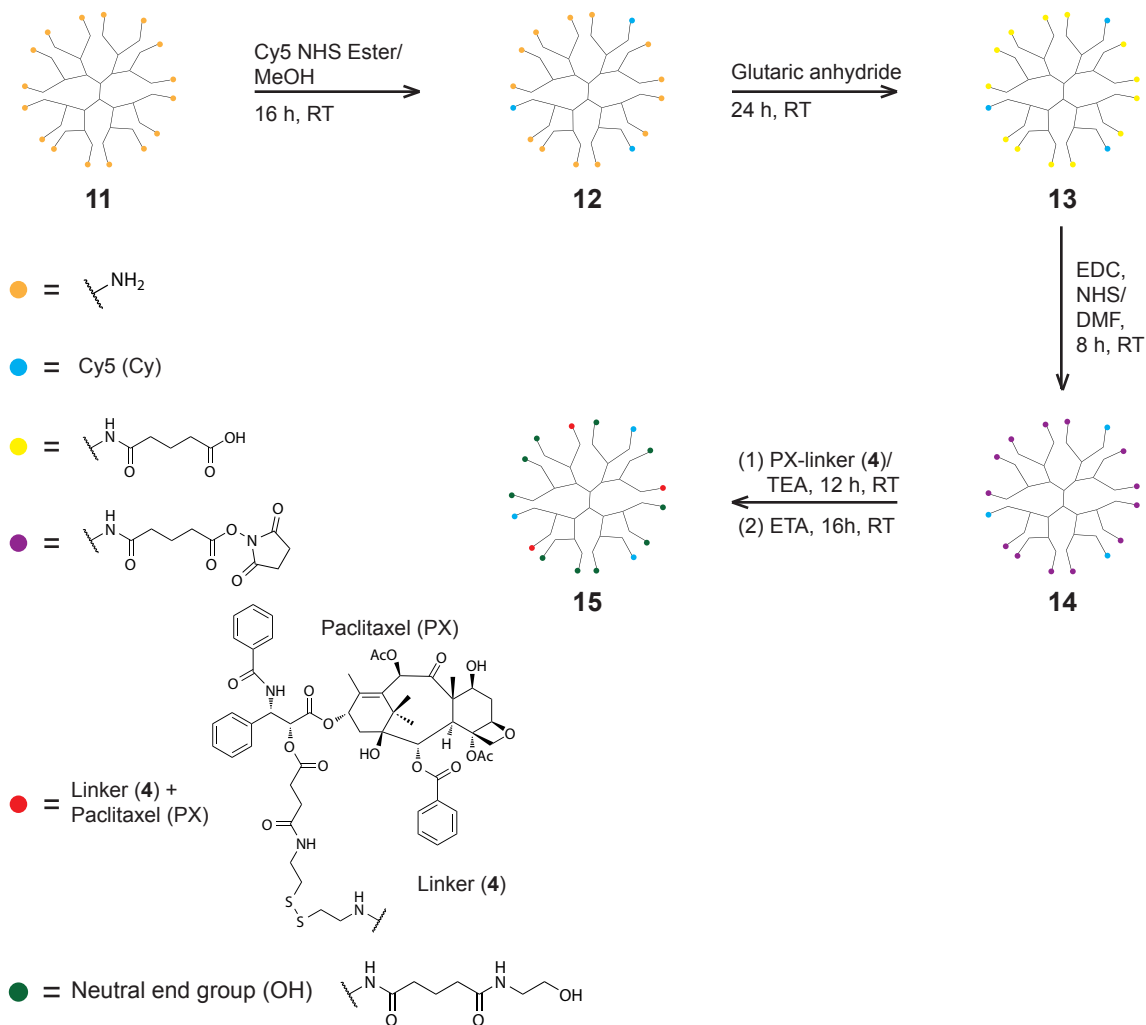 Cy5 NHS Ester/
MeOH
16 h, RT
Glutaric anhydride
24 h, RT
11
12
13
= NH2
EDC,
NHS/
DMF,
8 h, RT
= Cy5 (Cy)
= H
N
O
O
OH
(1) PX-linker (4)/
TEA, 12 h, RT
(2) ETA, 16h, RT
= H
N
O
O
O
N
O
O
15
14
Paclitaxel (PX)
AcO
O
OH
O
NH
O
O
O
HO
H
OAc
O
O
O
O
O
= Linker (4) +
Paclitaxel (PX)
O
NH
Linker (4)
S
S
H
N
= Neutral end group (OH)
H
N
O
O
H
N
OH